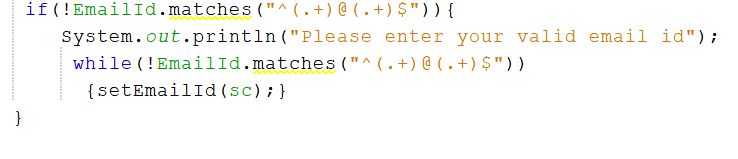 if(!EmailId.matches("^(.+)@(.+)$")){
System.out.println("Please enter your valid email id");
while(!EmailId.matches("^(.+)@(.+)$"))
{setEmailId(sc);}
}